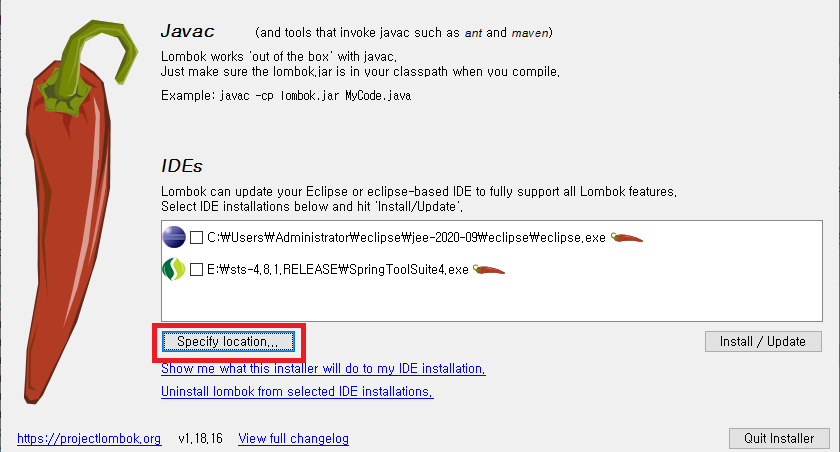 Javac (and tools that invoke javac such as ant and maven)
Lombok works 'out of the box' with javac.
Just make sure the lombok.jar is in your classpath when you compile.
Example: javac -cp lombok.jar MyCode.java
IDEs
Lombok can update your Eclipse or eclipse-based IDE to fully support all Lombok features.
Select IDE installations below and hit 'Install/Update'.
C:₩Users₩Administrator₩eclipse₩jee-2020-09₩eclipse₩eclipse.exe
E:₩sts-4.8.1.RELEASE₩SpringToolSuite4.exe
Specify location... Install / Update
Show me what this installer will do to my IDE installation.
Uninstall lombok from selected IDE installations.
https://projectlombok.org v1.18.16 View full changelog Quit Installer